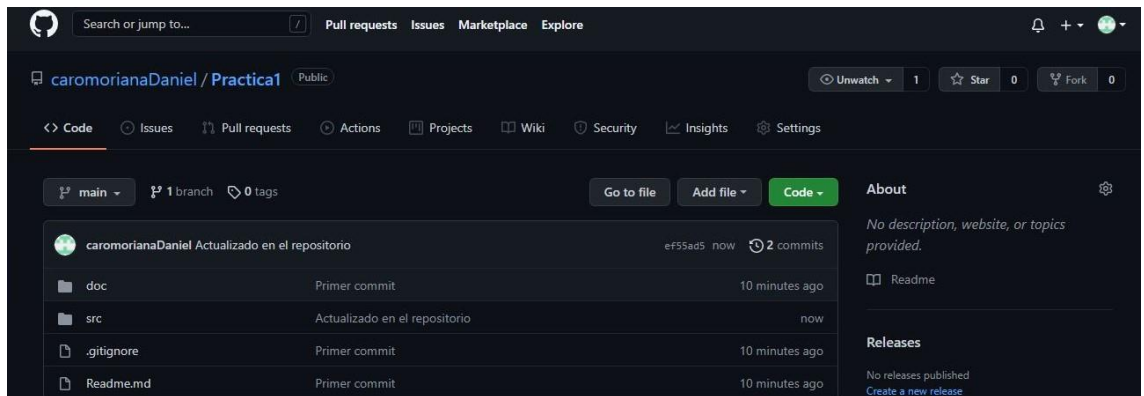 Search or jump to... / Pull requests Issues Marketplace Explore
caromorianaDaniel / Practica1 Public Unwatch 1 Star 0 Fork 0
<> Code Issues Pull requests Actions Projects Wiki Security Insights Settings
main 1 branch 0 tags Go to file Add file Code About
No description, website, or topics
provided.
caromorianaDaniel Actualizado en el repositorio ef55ad5 now 2 commits
doc Primer commit 10 minutes ago
Readme
src Actualizado en el repositorio now
.gitignore Primer commit 10 minutes ago
Releases
Readme.md Primer commit 10 minutes ago
No releases published
Create a new release